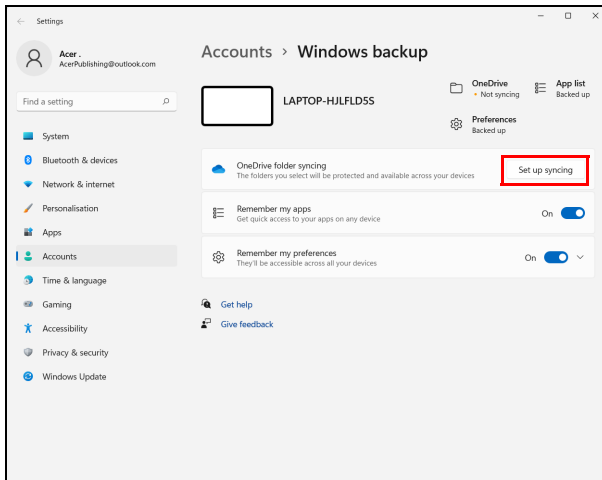 Settings
Acer .
AcerPublishing@outlook.com
Find a setting
System
Bluetooth & devices
Network & internet
Personalisation
Apps
Accounts
Time & language
Gaming
Accessibility
Privacy & security
Windows Update
Accounts > Windows backup
LAPTOP-HJLFLD5S
OneDrive
• Not syncing
App list
Backed up
Preferences
Backed up
OneDrive folder syncing
The folders you select will be protected and available across your devices
Set up syncing
Remember my apps
Get quick access to your apps on any device
On
Remember my preferences
They'll be accessible across all your devices
On
Get help
Give feedback